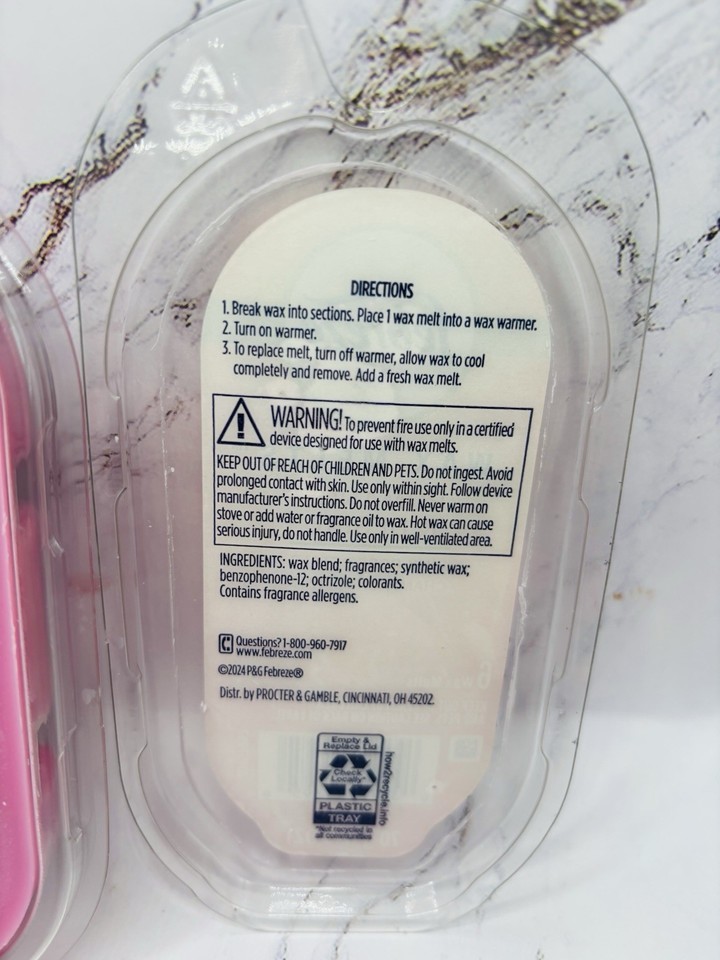 DIRECTIONS
1. Break wax into sections. Place 1 wax melt into a wax warmer.
2. Turn on warmer.
3. To replace melt, turn off warmer, allow wax to cool
completely and remove. Add a fresh wax melt.
WARNING! To prevent fire use only in a certified
device designed for use with wax melts.
KEEP OUT OF REACH OF CHILDREN AND PETS. Do not ingest. Avoid
prolonged contact with skin. Use only within sight. Follow device
manufacturer's instructions. Do not overfill. Never warm on
stove or add water or fragrance oil to wax. Hot wax can cause
serious injury, do not handle. Use only in well-ventilated area.
INGREDIENTS: wax blend; fragrances; synthetic wax;
benzophenone-12; octrizole; colorants.
Contains fragrance allergens.
Questions? 1-800-960-7917
www.febreze.com
©2024 P&G Febreze®
Distr. by PROCTER & GAMBLE, CINCINNATI, OH 45202.
Empty &
Replace Lid
Check
Locally*
PLASTIC
TRAY
*Not recycled in
all communities
how2recycle.info